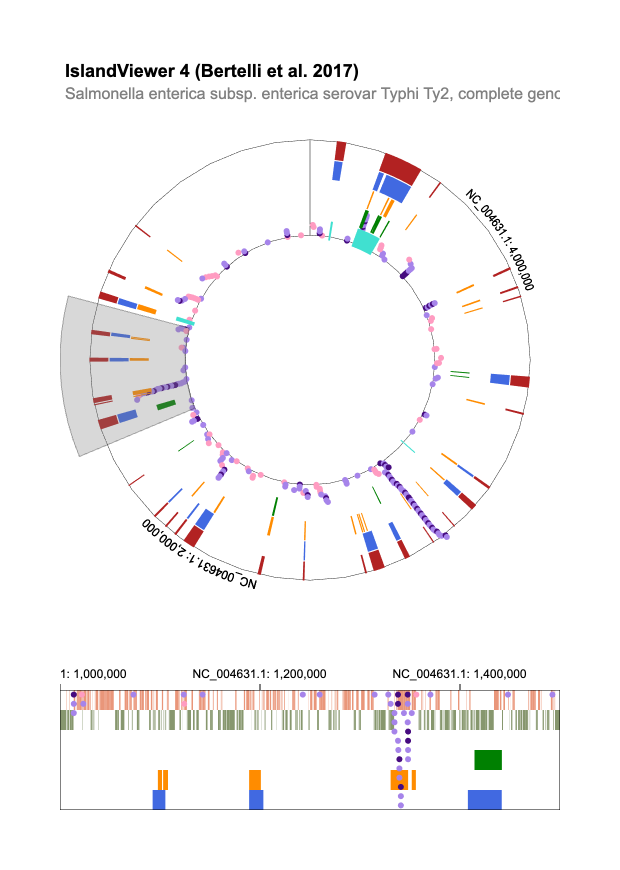 IslandViewer 4 (Bertelli et al. 2017)
Salmonella enterica subsp. enterica serovar Typhi Ty2, complete genc
NC_004631.1: 4,000,000
NC_004631.1: 2,000,000
1: 1,000,000
NC_004631.1: 1,200,000
NC_004631.1: 1,400,000